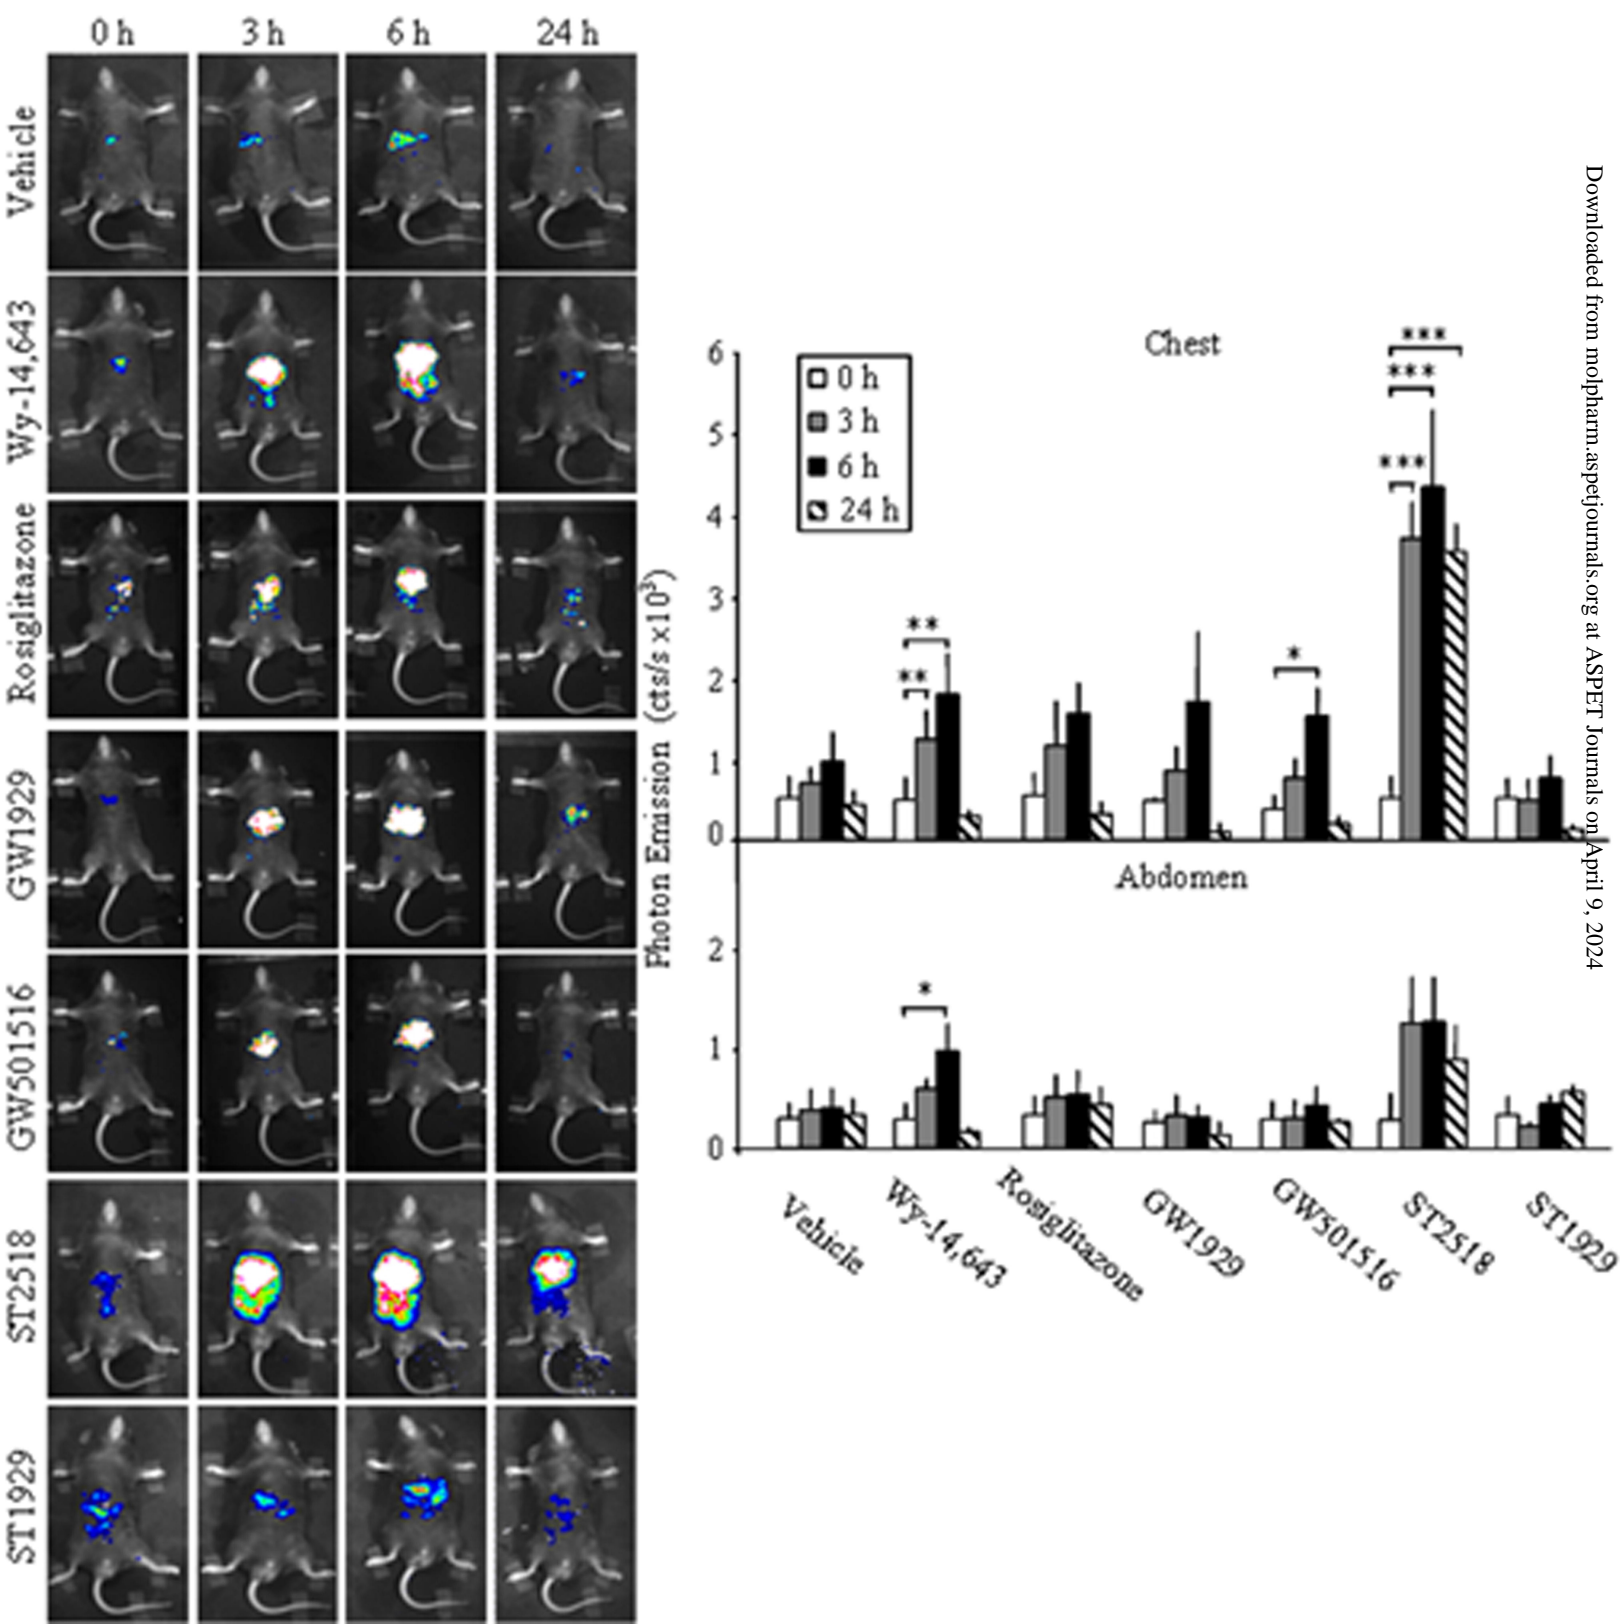 0 h 3 h 6 h 24 h
Vehicle
Wy-14,643
Rosiglitazone
GW1929
GW501516
ST2518
ST1929
Photon Emission (cts/s x10³)
Chest
6
5
4
3
2
1
0
0 h
3 h
6 h
24 h
**
**
*
***
***
***
Abdomen
2
1
0
*
Vehicle
Wy-14,643
Rosiglitazone
GW1929
GW501516
ST2518
ST1929
Downloaded from molpharm.aspetjournals.org at ASPET Journals on April 9, 2024